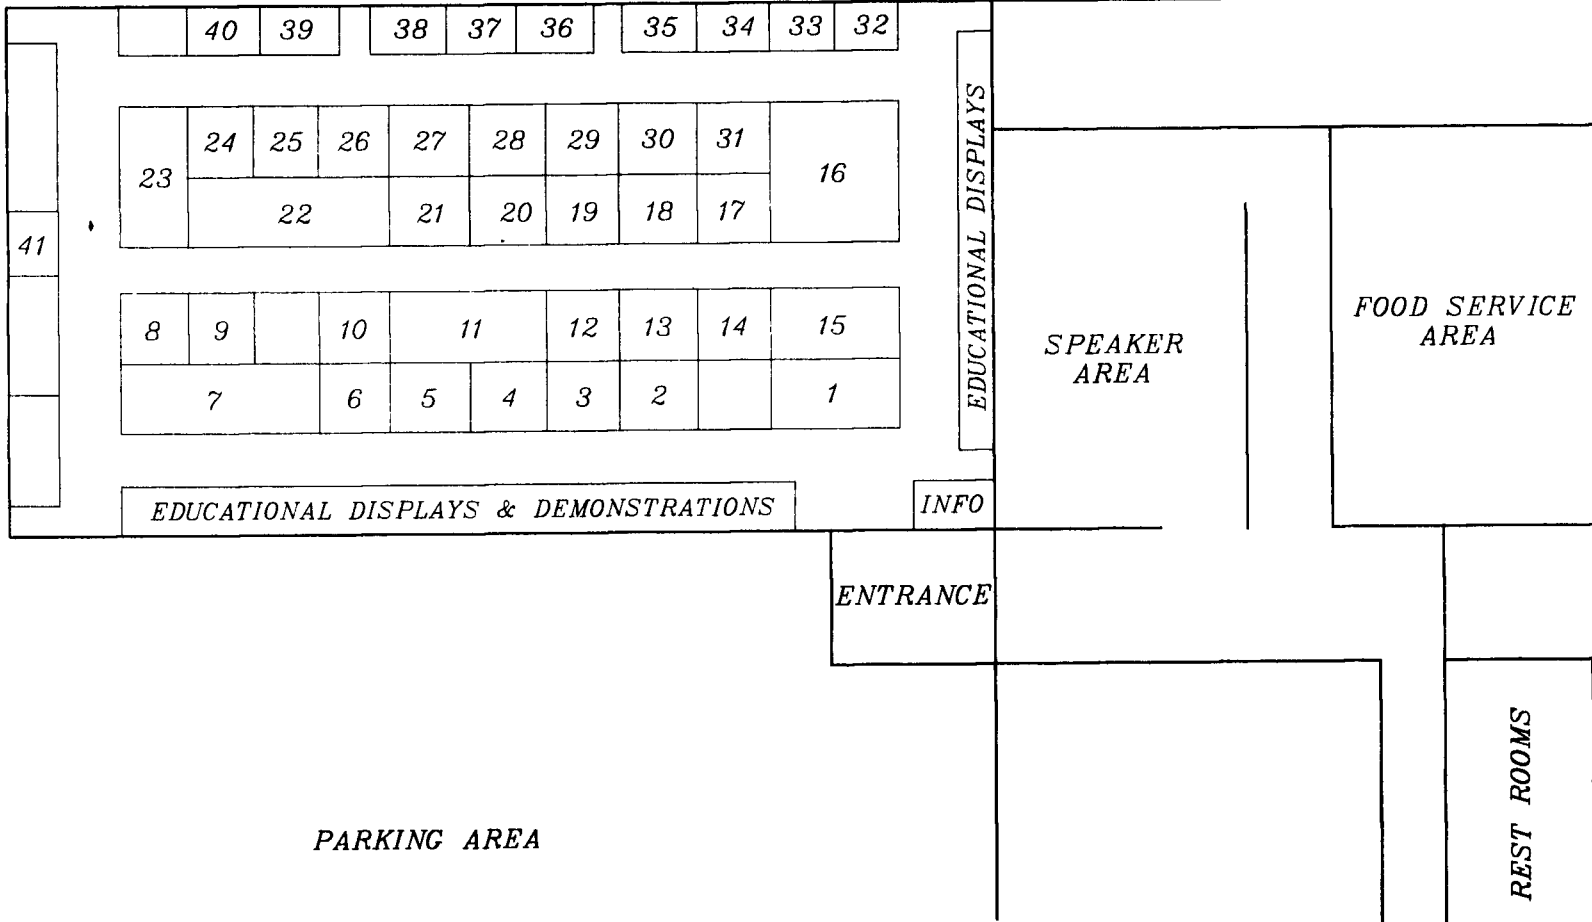 40 39 38 37 36 35 34 33 32
24 25 26 27 28 29 30 31
23 16
22 21 20 19 18 17
41
8 9 10 11 12 13 14 15
7 6 5 4 3 2 1
EDUCATIONAL DISPLAYS
EDUCATIONAL DISPLAYS & DEMONSTRATIONS
INFO
SPEAKER
AREA
FOOD SERVICE
AREA
ENTRANCE
PARKING AREA
REST ROOMS